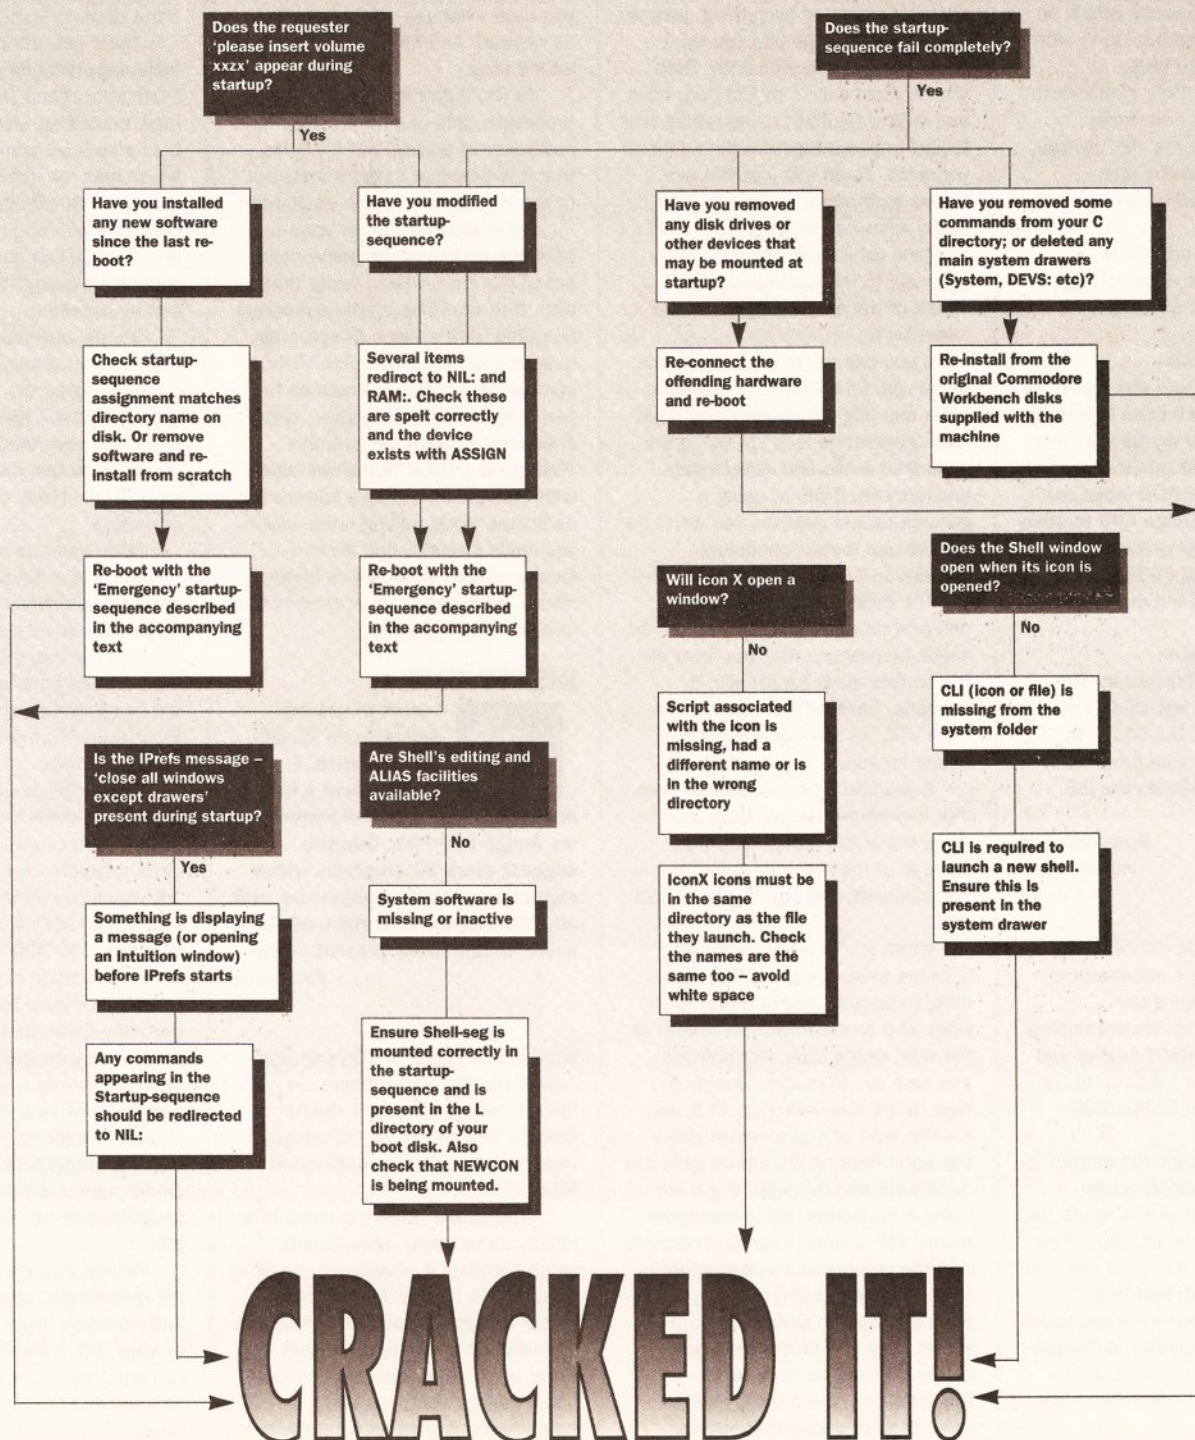 Does the requester
‘please insert volume
xxzx’ appear during
startup?
Yes
Does the startup-
sequence fail completely?
Yes
Have you installed
any new software
since the last re-
boot?
Have you modified
the startup-
sequence?
Have you removed
any disk drives or
other devices that
may be mounted at
startup?
Have you removed some
commands from your C
directory; or deleted any
main system drawers
(System, DEVS: etc)?
Check startup-
sequence
assignment matches
directory name on
disk. Or remove
software and re-
install from scratch
Several items
redirect to NIL: and
RAM:. Check these
are spelt correctly
and the device
exists with ASSIGN
Re-connect the
offending hardware
and re-boot
Re-install from the
original Commodore
Workbench disks
supplied with the
machine
Re-boot with the
‘Emergency’ startup-
sequence described
in the accompanying
text
Re-boot with the
‘Emergency’ startup-
sequence described
in the accompanying
text
Will icon X open a
window?
No
Does the Shell window
open when its icon is
opened?
No
Script associated
with the icon is
missing, had a
different name or is
in the wrong
directory
CLI (icon or file) is
missing from the
system folder
Is the IPrefs message –
‘close all windows
except drawers’
present during startup?
Yes
Are Shell’s editing and
ALIAS facilities
available?
No
IconX icons must be
in the same
directory as the file
they launch. Check
the names are the
same too – avoid
white space
CLI is required to
launch a new shell.
Ensure this is
present in the
system drawer
Something is displaying
a message (or opening
an Intuition window)
before IPrefs starts
System software is
missing or inactive
Any commands
appearing in the
Startup-sequence
should be redirected
to NIL:
Ensure Shell-seg is
mounted correctly in
the startup-
sequence and is
present in the L
directory of your
boot disk. Also
check that NEWCON
is being mounted.
CRACKED IT!